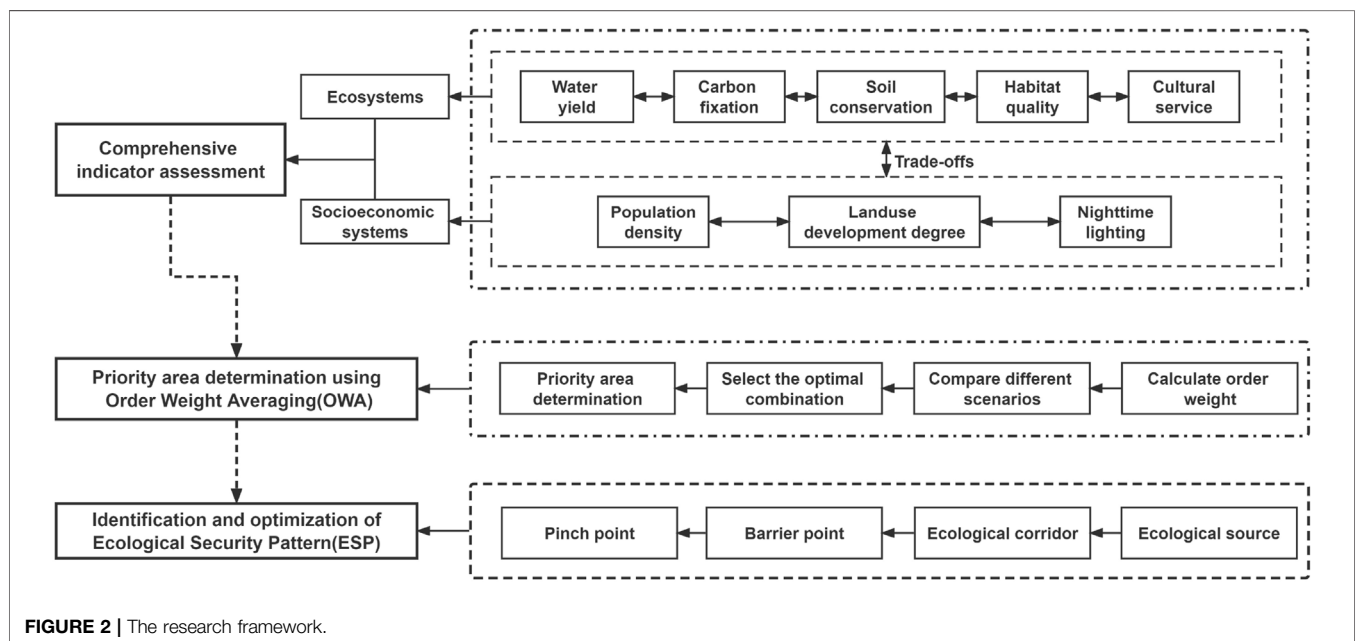 Ecosystems
Water
yield
Carbon
fixation
Soil
conservation
Habitat
quality
Cultural
service
Comprehensive
indicator assessment
Trade-offs
Socioeconomic
systems
Population
density
Landuse
development degree
Nighttime
lighting
Priority area determination using
Order Weight Averaging(OWA)
Priority area
determination
Select the optimal
combination
Compare different
scenarios
Calculate order
weight
Identification and optimization of
Ecological Security Pattern(ESP)
Pinch point
Barrier point
Ecological corridor
Ecological source
FIGURE 2 | The research framework.